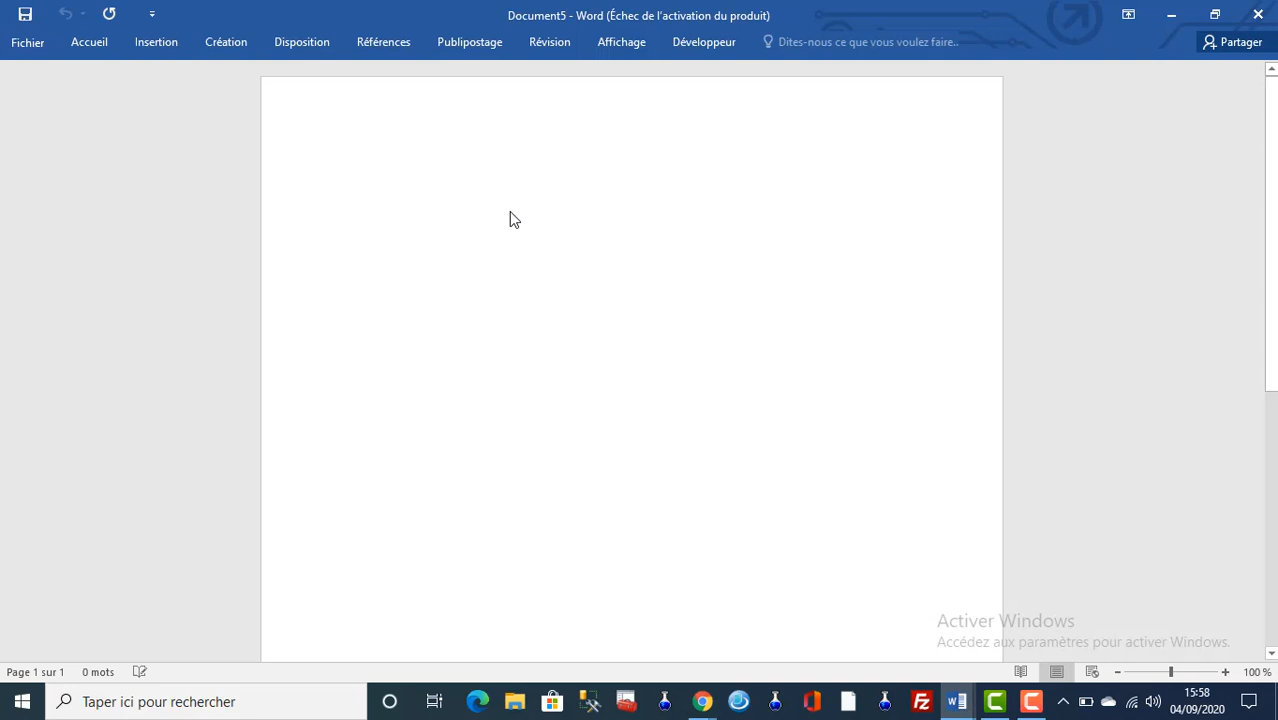 Document5 - Word (Échec de l'activation du produit)
Fichier Accueil Insertion Création Disposition Références Publipostage Révision Affichage Développeur Dites-nous ce que vous voulez faire.. Partager
Activer Windows
Accédez aux paramètres pour activer Windows.
Page 1 sur 1 0 mots 100 %
Taper ici pour rechercher
15:58
04/09/2020